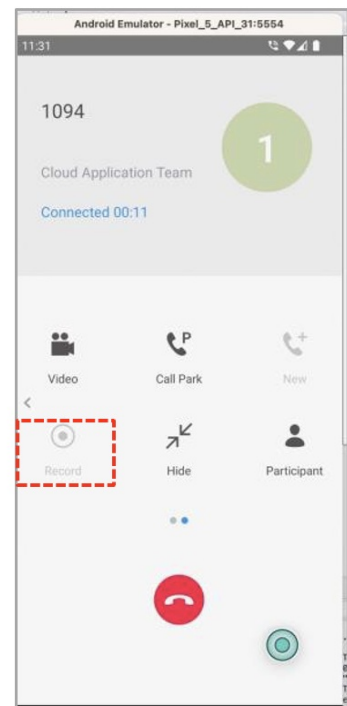 Android Emulator - Pixel_5_API_31:5554
11:31
1094
1
Cloud Application Team
Connected 00:11
Video
Call Park
New
Record
Hide
Participant